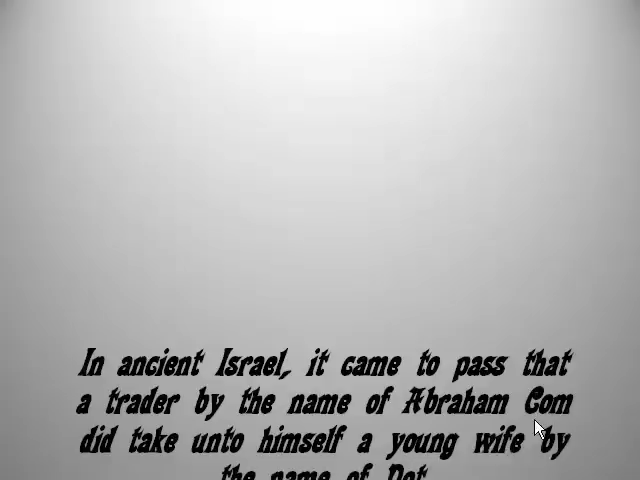 In ancient Israel, it came to pass that
a trader by the name of Abraham Com
did take unto himself a young wife by
the name of Dot